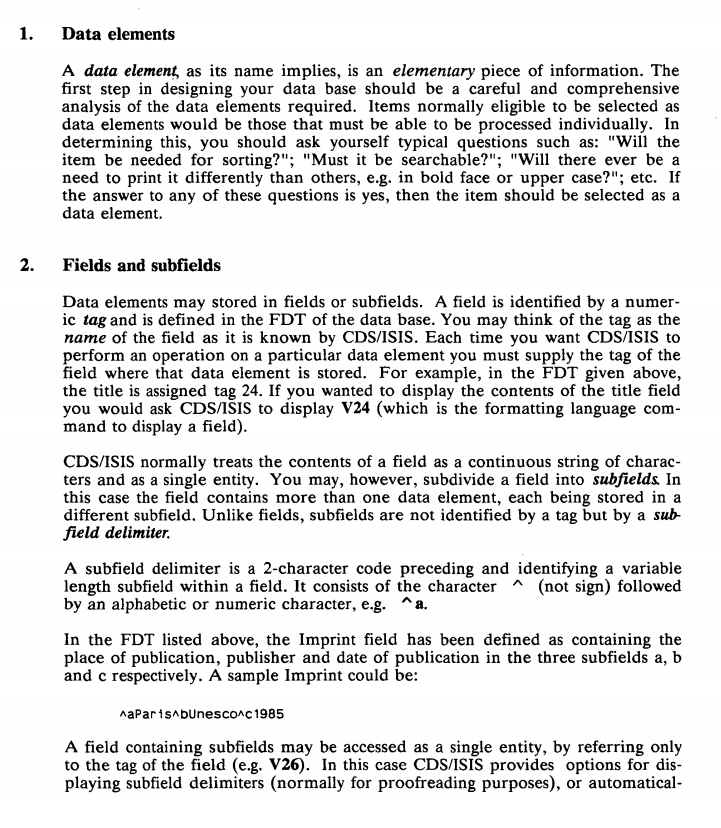 1. Data elements
A data element, as its name implies, is an elementary piece of information. The
first step in designing your data base should be a careful and comprehensive
analysis of the data elements required. Items normally eligible to be selected as
data elements would be those that must be able to be processed individually. In
determining this, you should ask yourself typical questions such as: "Will the
item be needed for sorting?"; "Must it be searchable?"; "Will there ever be a
need to print it differently than others, e.g. in bold face or upper case?"; etc. If
the answer to any of these questions is yes, then the item should be selected as a
data element.
2. Fields and subfields
Data elements may stored in fields or subfields. A field is identified by a numer-
ic tag and is defined in the FDT of the data base. You may think of the tag as the
name of the field as it is known by CDS/ISIS. Each time you want CDS/ISIS to
perform an operation on a particular data element you must supply the tag of the
field where that data element is stored. For example, in the FDT given above,
the title is assigned tag 24. If you wanted to display the contents of the title field
you would ask CDS/ISIS to display V24 (which is the formatting language com-
mand to display a field).
CDS/ISIS normally treats the contents of a field as a continuous string of charac-
ters and as a single entity. You may, however, subdivide a field into subfields. In
this case the field contains more than one data element, each being stored in a
different subfield. Unlike fields, subfields are not identified by a tag but by a sub-
field delimiter.
A subfield delimiter is a 2-character code preceding and identifying a variable
length subfield within a field. It consists of the character ^ (not sign) followed
by an alphabetic or numeric character, e.g. ^a.
In the FDT listed above, the Imprint field has been defined as containing the
place of publication, publisher and date of publication in the three subfields a, b
and c respectively. A sample Imprint could be:
^aParis^bUnesco^c1985
A field containing subfields may be accessed as a single entity, by referring only
to the tag of the field (e.g. V26). In this case CDS/ISIS provides options for dis-
playing subfield delimiters (normally for proofreading purposes), or automatical-